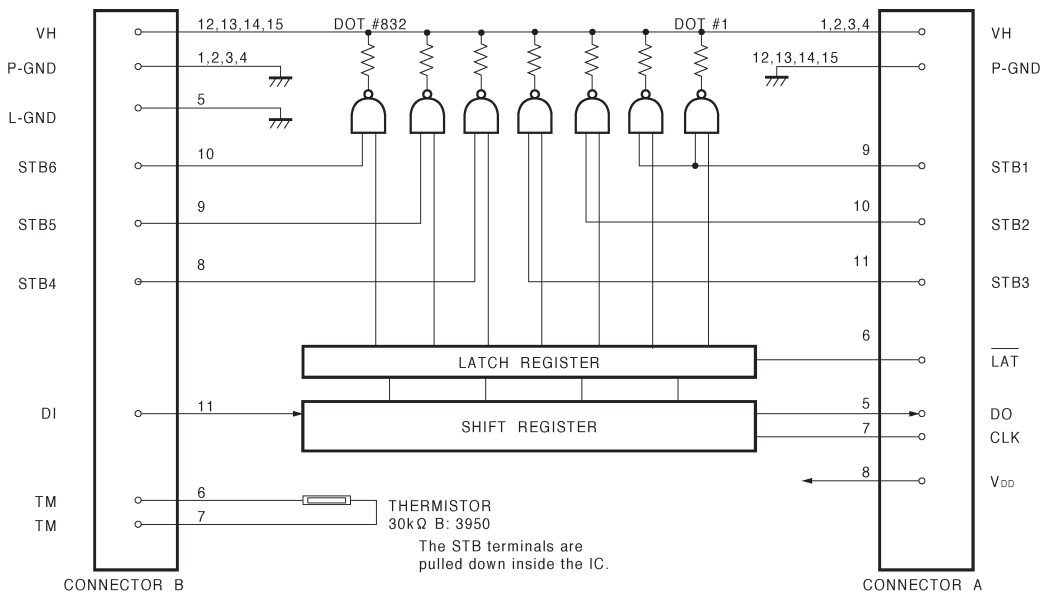 12,13,14,15 DOT #832 DOT #1 1,2,3,4
VH VH
1,2,3,4 12,13,14,15
P-GND P-GND
5
L-GND
10 9
STB6 STB1
9 10
STB5 STB2
8 11
STB4 STB3
6
LATCH REGISTER LAT
DI 11 5 DO
SHIFT REGISTER 7 CLK
8
VDD
6
TM THERMISTOR
7
TM 30kΩ B: 3950
The STB terminals are
pulled down inside the IC.
CONNECTOR B CONNECTOR A